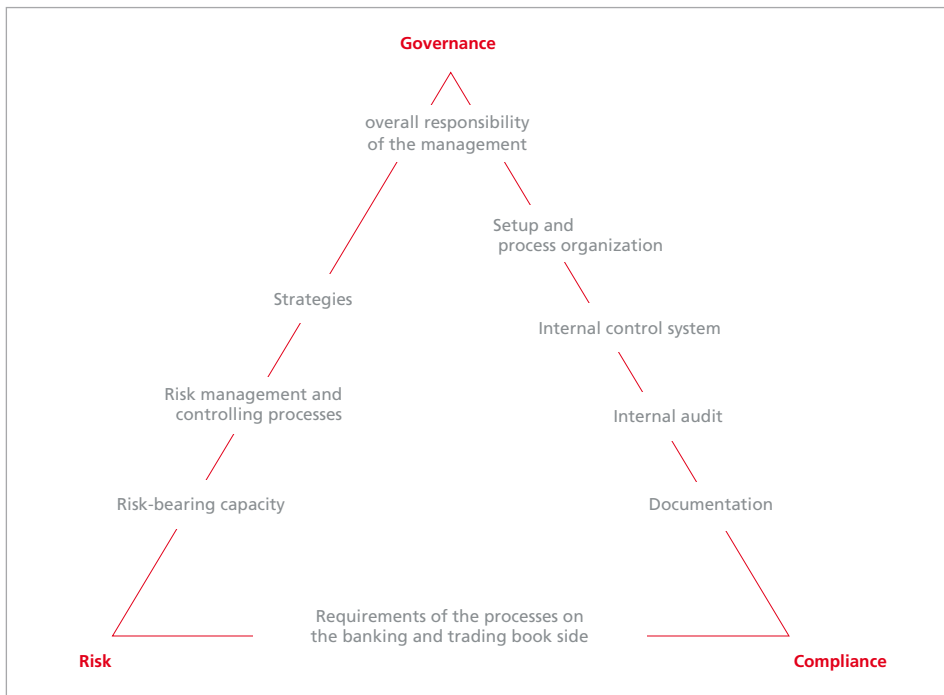 Governance
overall responsibility
of the management
Setup and
process organization
Strategies
Internal control system
Risk management and
controlling processes
Internal audit
Risk-bearing capacity
Documentation
Requirements of the processes on
the banking and trading book side
Risk
Compliance